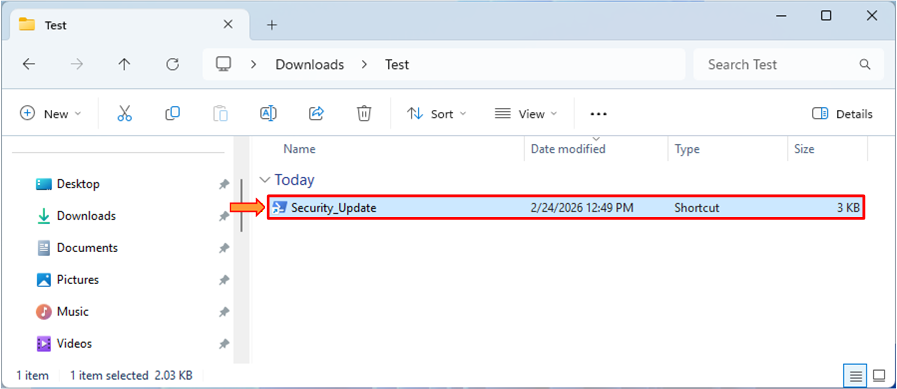 Test
Downloads > Test
Search Test
New
Sort
View
Details
Name Date modified Type Size
Today
Security_Update 2/24/2026 12:49 PM Shortcut 3 KB
Desktop
Downloads
Documents
Pictures
Music
Videos
1 item 1 item selected 2.03 KB